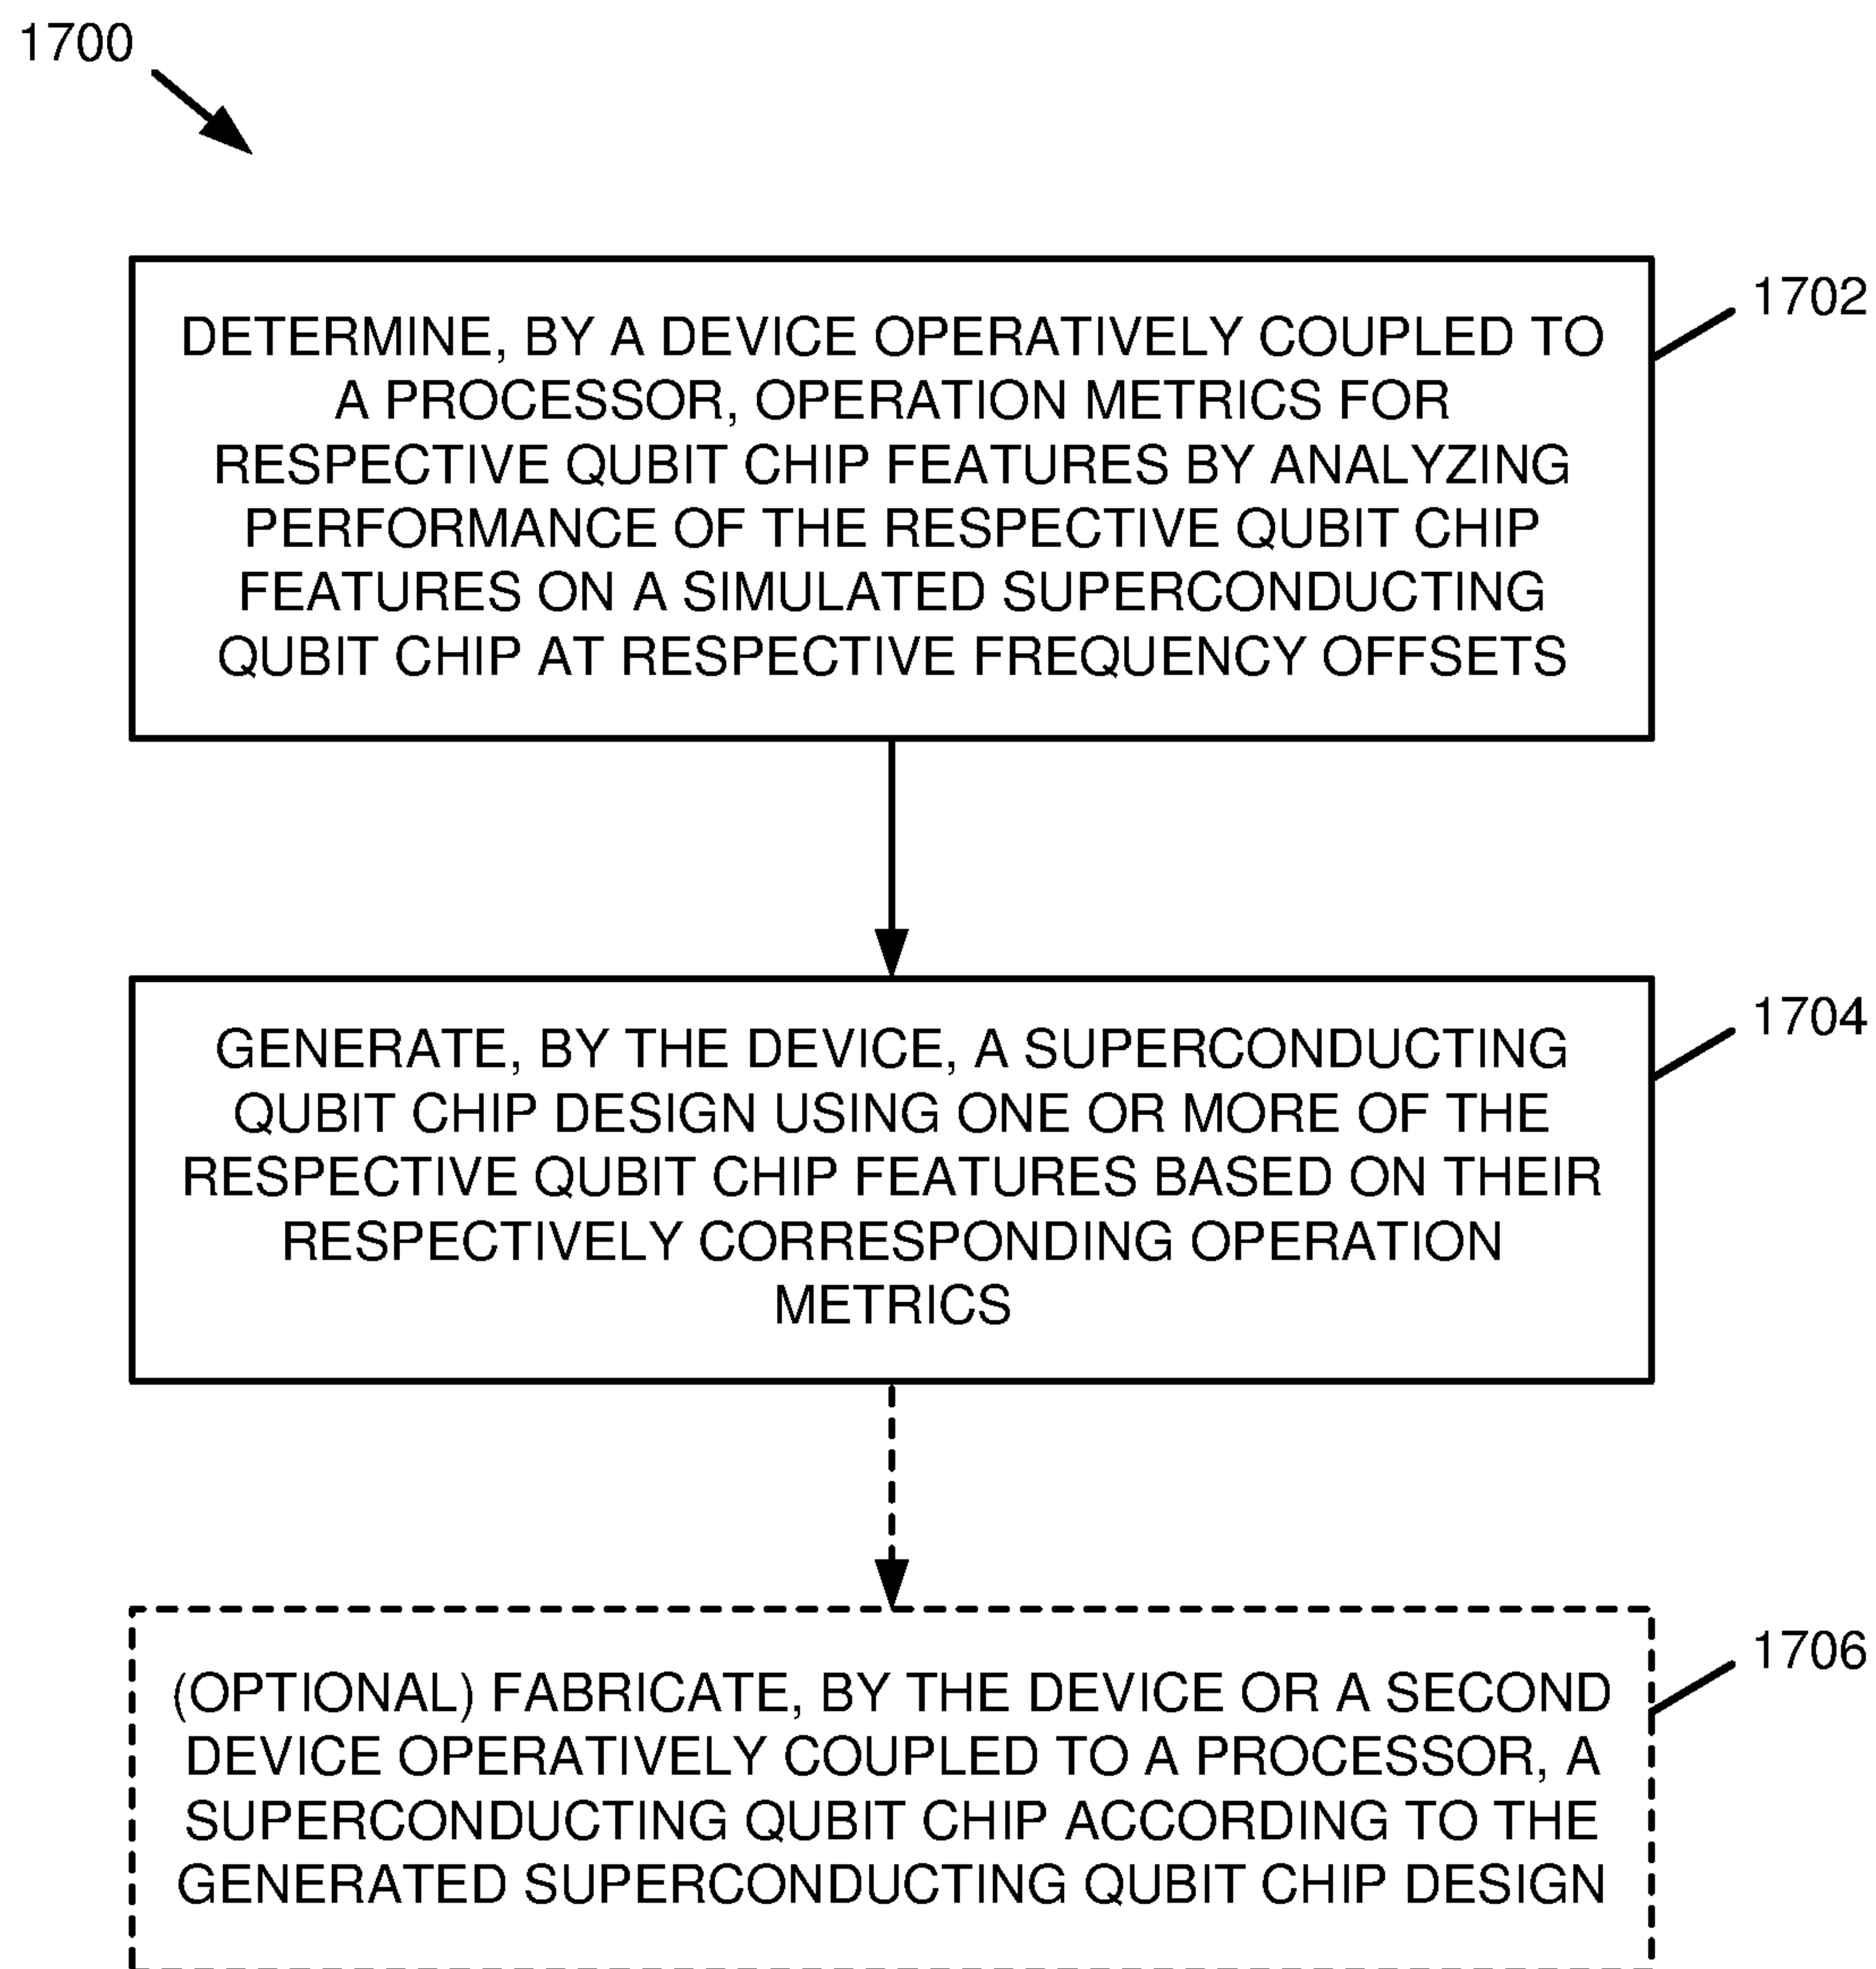 1700
1702
DETERMINE, BY A DEVICE OPERATIVELY COUPLED TO
A PROCESSOR, OPERATION METRICS FOR
RESPECTIVE QUBIT CHIP FEATURES BY ANALYZING
PERFORMANCE OF THE RESPECTIVE QUBIT CHIP
FEATURES ON A SIMULATED SUPERCONDUCTING
QUBIT CHIP AT RESPECTIVE FREQUENCY OFFSETS
1704
GENERATE, BY THE DEVICE, A SUPERCONDUCTING
QUBIT CHIP DESIGN USING ONE OR MORE OF THE
RESPECTIVE QUBIT CHIP FEATURES BASED ON THEIR
RESPECTIVELY CORRESPONDING OPERATION
METRICS
1706
(OPTIONAL) FABRICATE, BY THE DEVICE OR A SECOND
DEVICE OPERATIVELY COUPLED TO A PROCESSOR, A
SUPERCONDUCTING QUBIT CHIP ACCORDING TO THE
GENERATED SUPERCONDUCTING QUBIT CHIP DESIGN